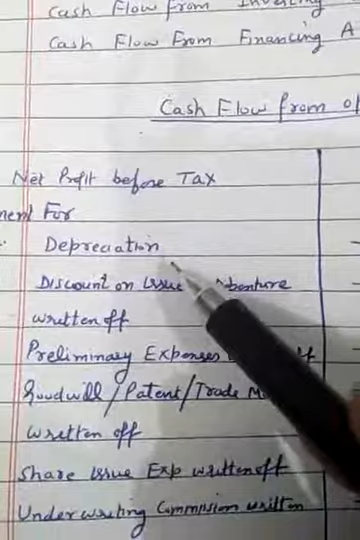 Cash Flow from Investing
Cash Flow From Financing A
Cash Flow from
Net Profit before Tax
ment For
Depreciation
Discount on issue
written off
Preliminary Expenses
Goodwill/Patent/Trade M
written off
Share issue Exp written off
Underwriting Commission written